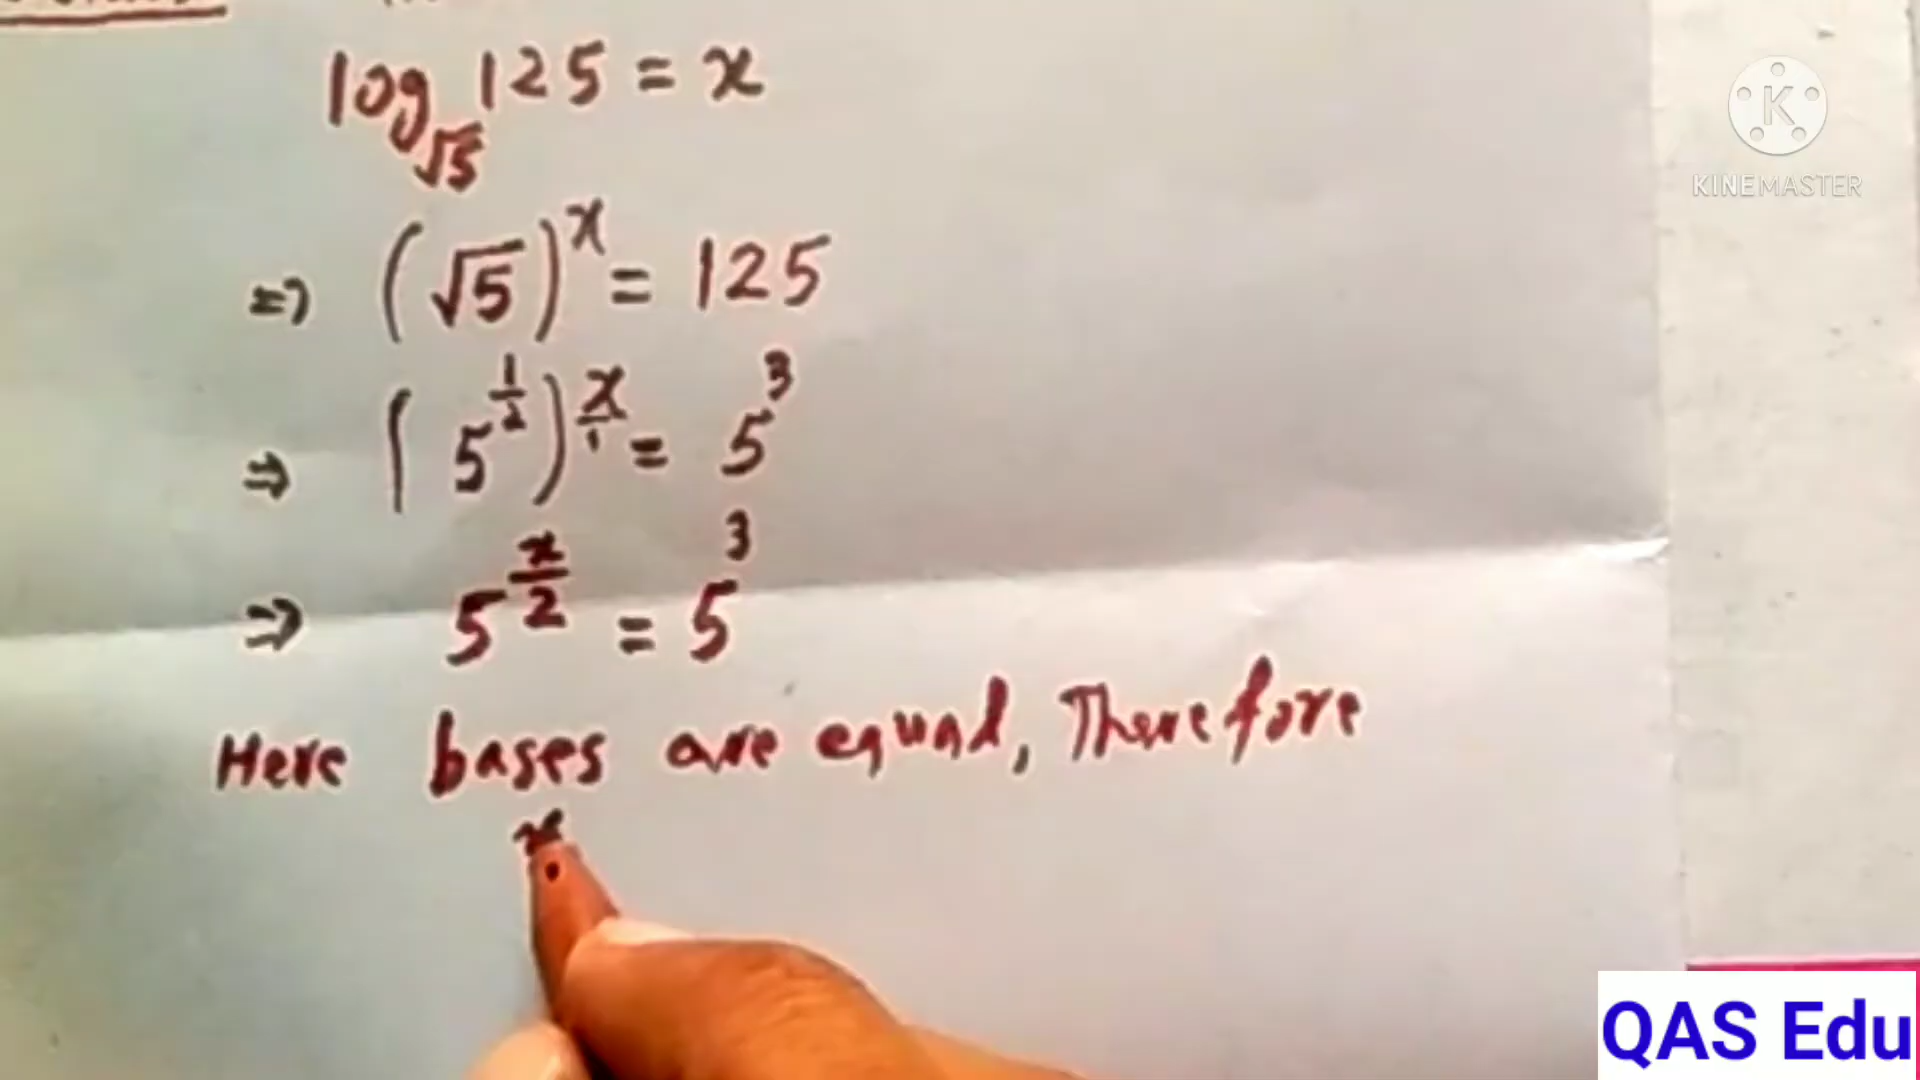 log√5 125 = x
⇒ (√5)^x = 125
⇒ (5^(1/2))^(x/1) = 5^3
⇒ 5^(x/2) = 5^3
Here bases are equal, Therefore
x
K
KINEMASTER
QAS Edu